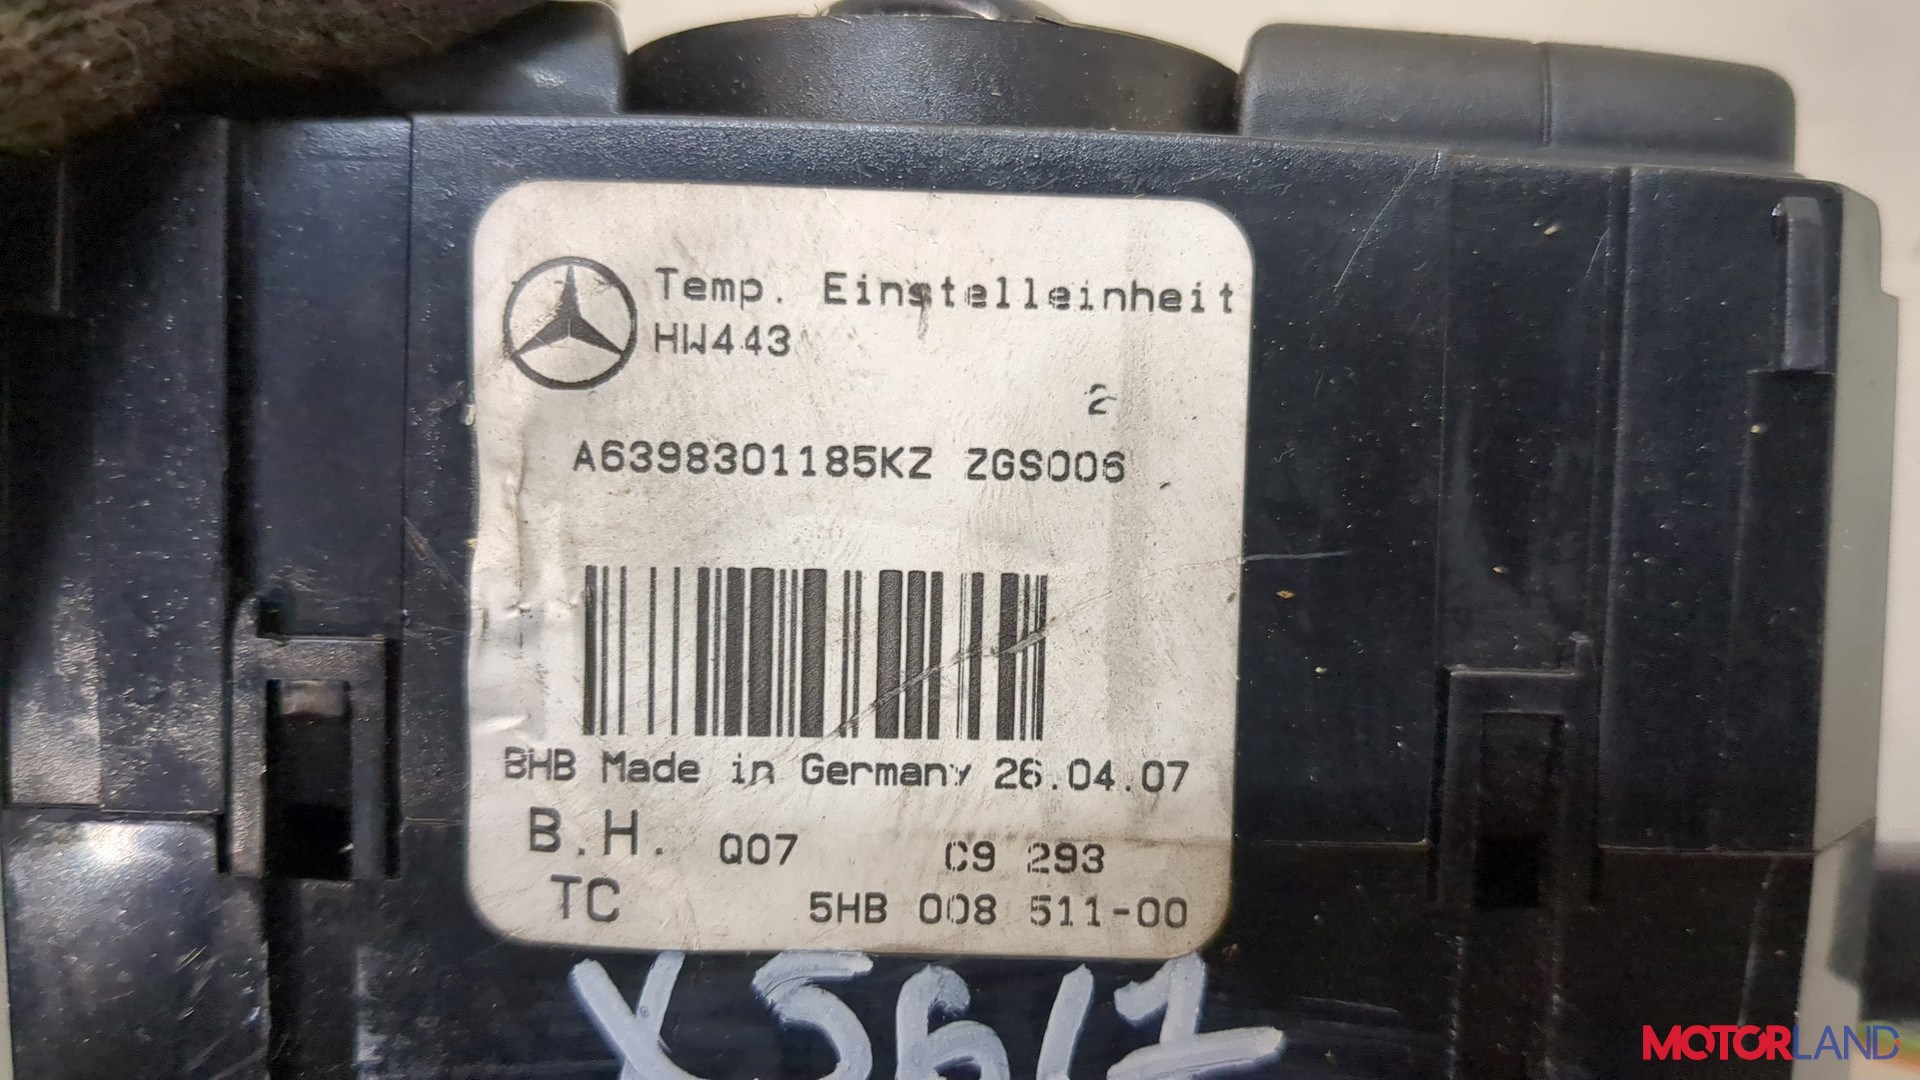 Temp. Einstelleinheit
HW443
2
A6398301185KZ ZGS006
BHB Made in Germany 26.04.07
B.H. Q07 C9 293
TC 5HB 008 511-00
MOTORLAND